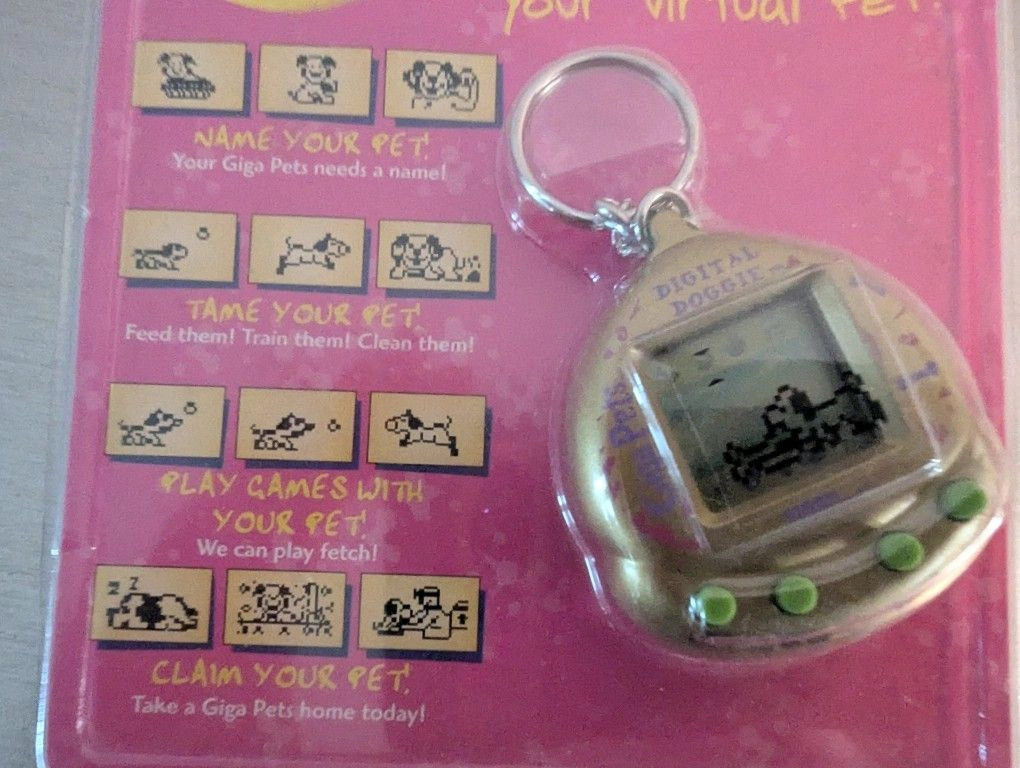 your virtual PET!
NAME YOUR PET!
Your Giga Pets needs a name!
TAME YOUR PET!
Feed them! Train them! Clean them!
PLAY GAMES WITH
YOUR PET!
We can play fetch!
Z Z
CLAIM YOUR PET!
Take a Giga Pets home today!
DIGITAL
DOGGIE
Giga Pets